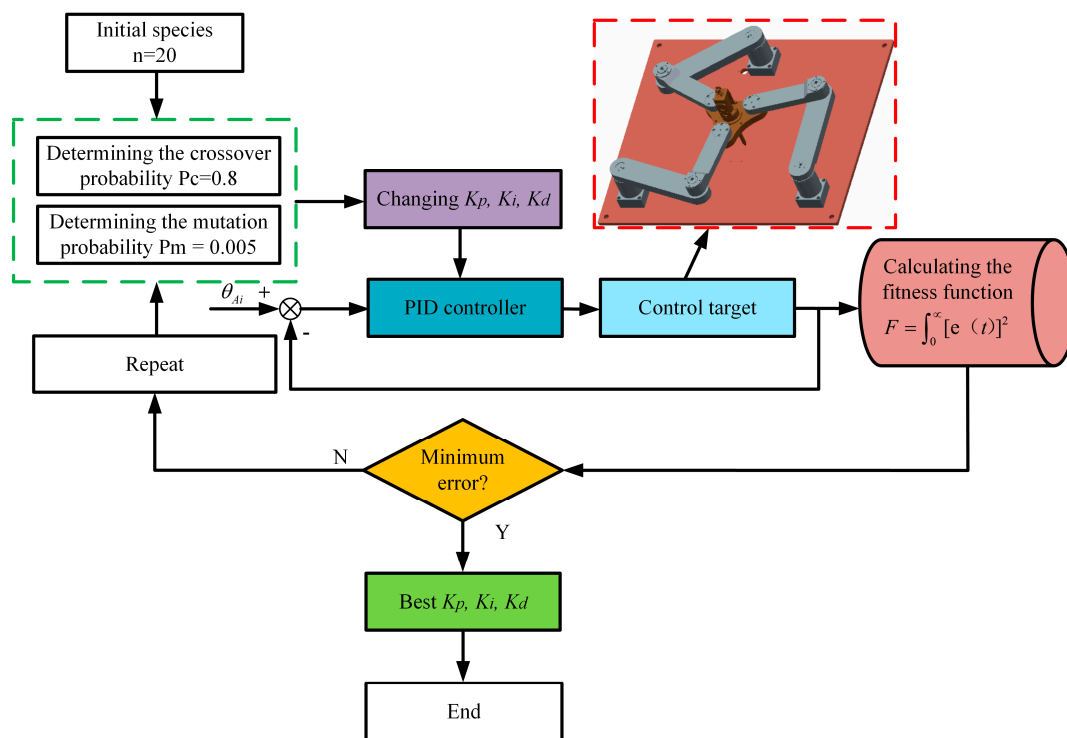 Initial species
n=20
Determining the crossover
probability Pc=0.8
Determining the mutation
probability Pm = 0.005
Changing Kp, Ki, Kd
θAi +
-
PID controller
Control target
Calculating the
fitness function
F = ∫₀^∞ [e (t)]²
Repeat
N
Minimum
error?
Y
Best Kp, Ki, Kd
End